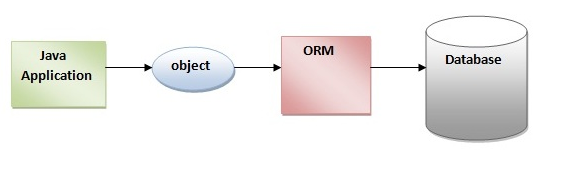 Java
Application
object
ORM
Database